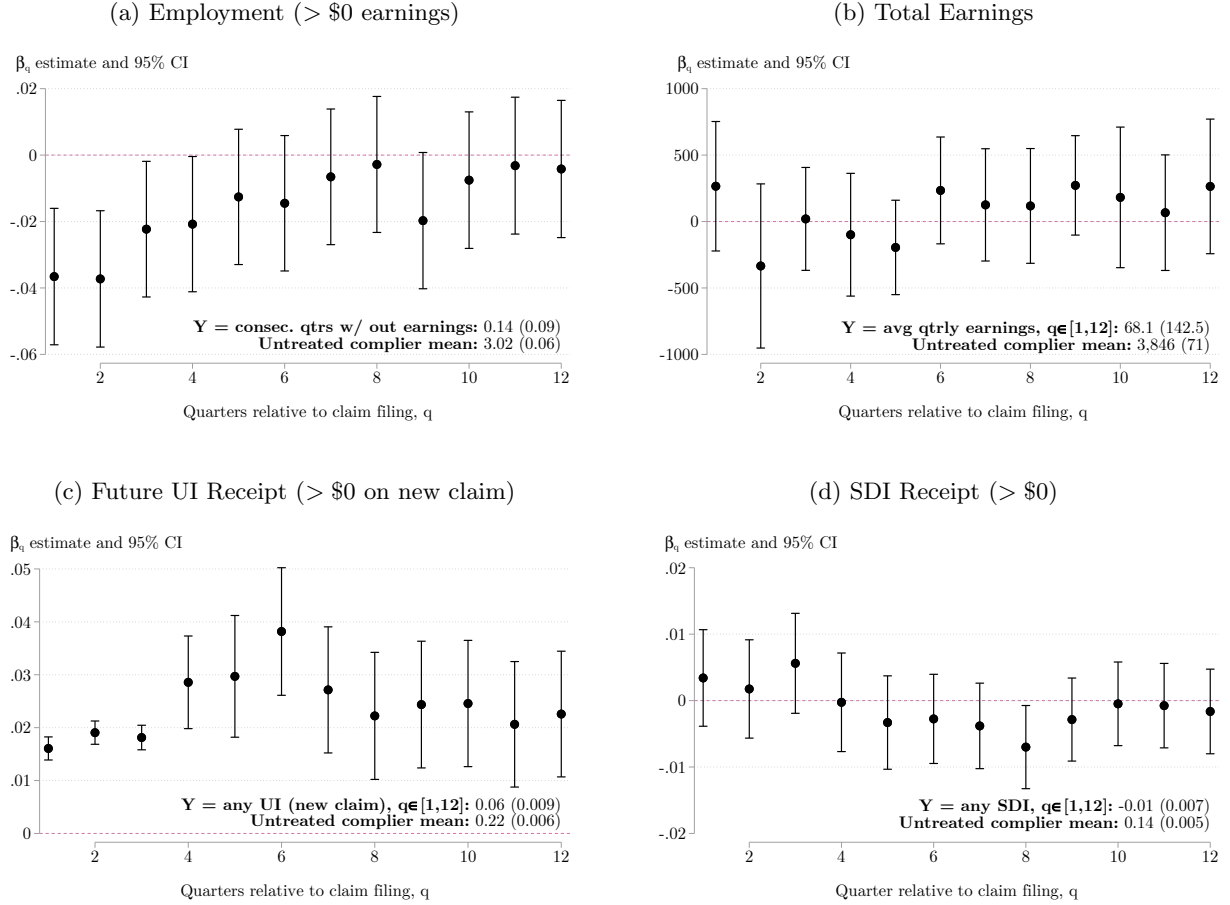 (a) Employment (> $0 earnings)
βq estimate and 95% CI
.02
0
-.02
-.04
-.06
Y = consec. qtrs w/ out earnings: 0.14 (0.09)
Untreated complier mean: 3.02 (0.06)
2 4 6 8 10 12
Quarters relative to claim filing, q
(b) Total Earnings
βq estimate and 95% CI
1000
500
0
-500
-1000
Y = avg qtrly earnings, q∈[1,12]: 68.1 (142.5)
Untreated complier mean: 3,846 (71)
2 4 6 8 10 12
Quarters relative to claim filing, q
(c) Future UI Receipt (> $0 on new claim)
βq estimate and 95% CI
.05
.04
.03
.02
.01
0
Y = any UI (new claim), q∈[1,12]: 0.06 (0.009)
Untreated complier mean: 0.22 (0.006)
2 4 6 8 10 12
Quarters relative to claim filing, q
(d) SDI Receipt (> $0)
βq estimate and 95% CI
.02
.01
0
-.01
-.02
Y = any SDI, q∈[1,12]: -0.01 (0.007)
Untreated complier mean: 0.14 (0.005)
2 4 6 8 10 12
Quarter relative to claim filing, q